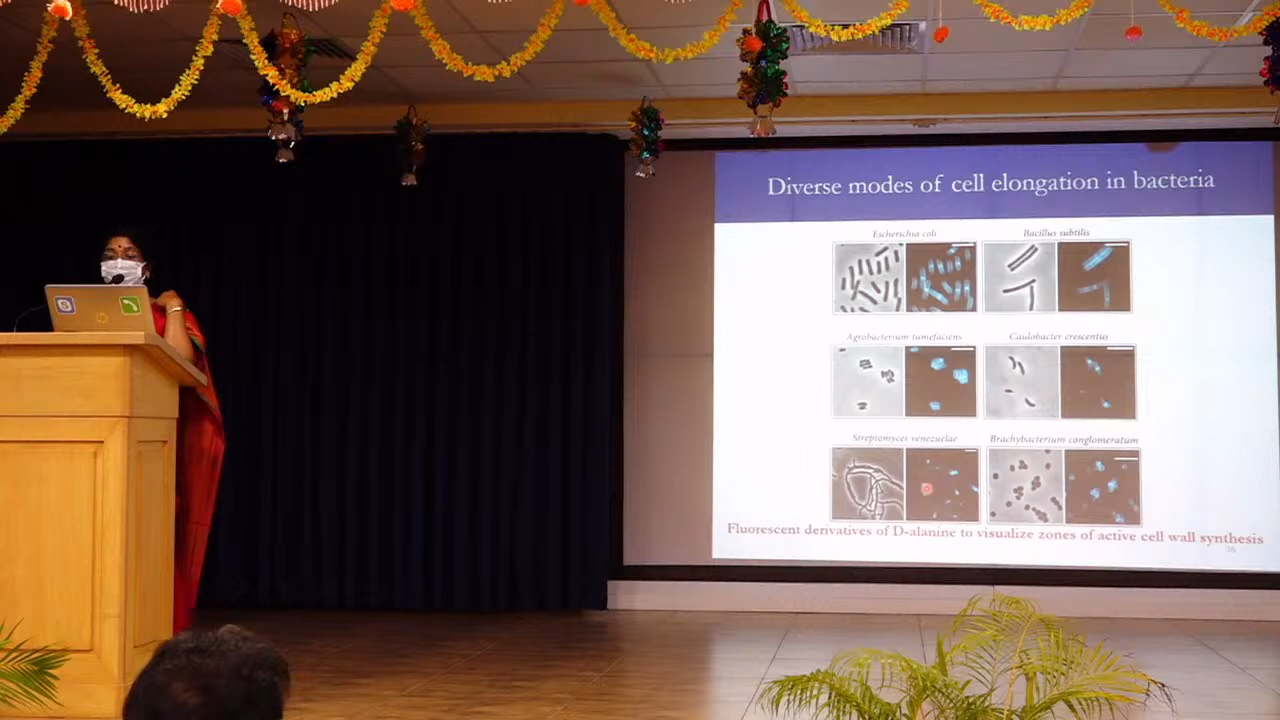 Diverse modes of cell elongation in bacteria
Escherichia coli
Bacillus subtilis
Agrobacterium tumefaciens
Caulobacter crescentus
Streptomyces venezuelae
Brachybacterium conglomeratum
Fluorescent derivatives of D-alanine to visualize zones of active cell wall synthesis